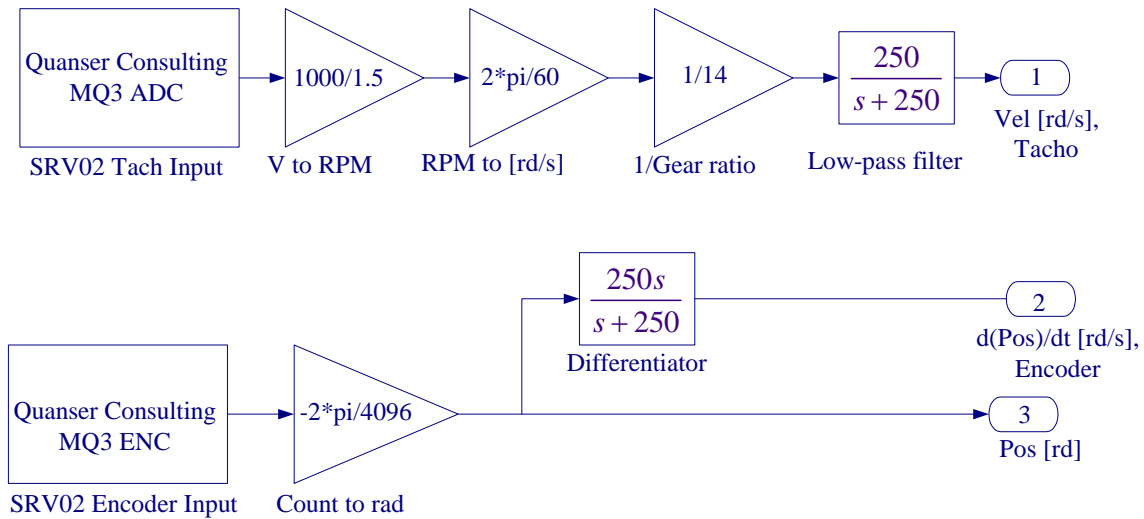 Quanser Consulting
MQ3 ADC
SRV02 Tach Input
1000/1.5
V to RPM
2*pi/60
RPM to [rd/s]
1/14
1/Gear ratio
250
s + 250
Low-pass filter
1
Vel [rd/s],
Tacho
250s
s + 250
Differentiator
2
d(Pos)/dt [rd/s],
Encoder
Quanser Consulting
MQ3 ENC
SRV02 Encoder Input
-2*pi/4096
Count to rad
3
Pos [rd]